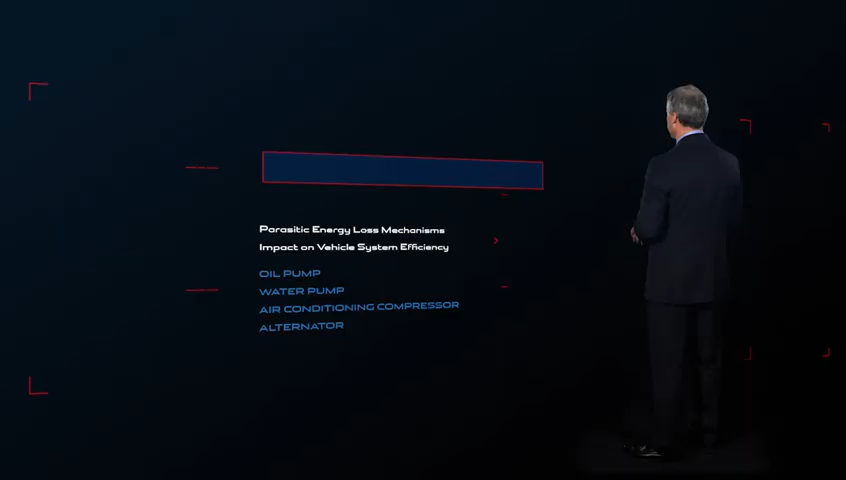 Parasitic Energy Loss Mechanisms
Impact on Vehicle System Efficiency
OIL PUMP
WATER PUMP
AIR CONDITIONING COMPRESSOR
ALTERNATOR